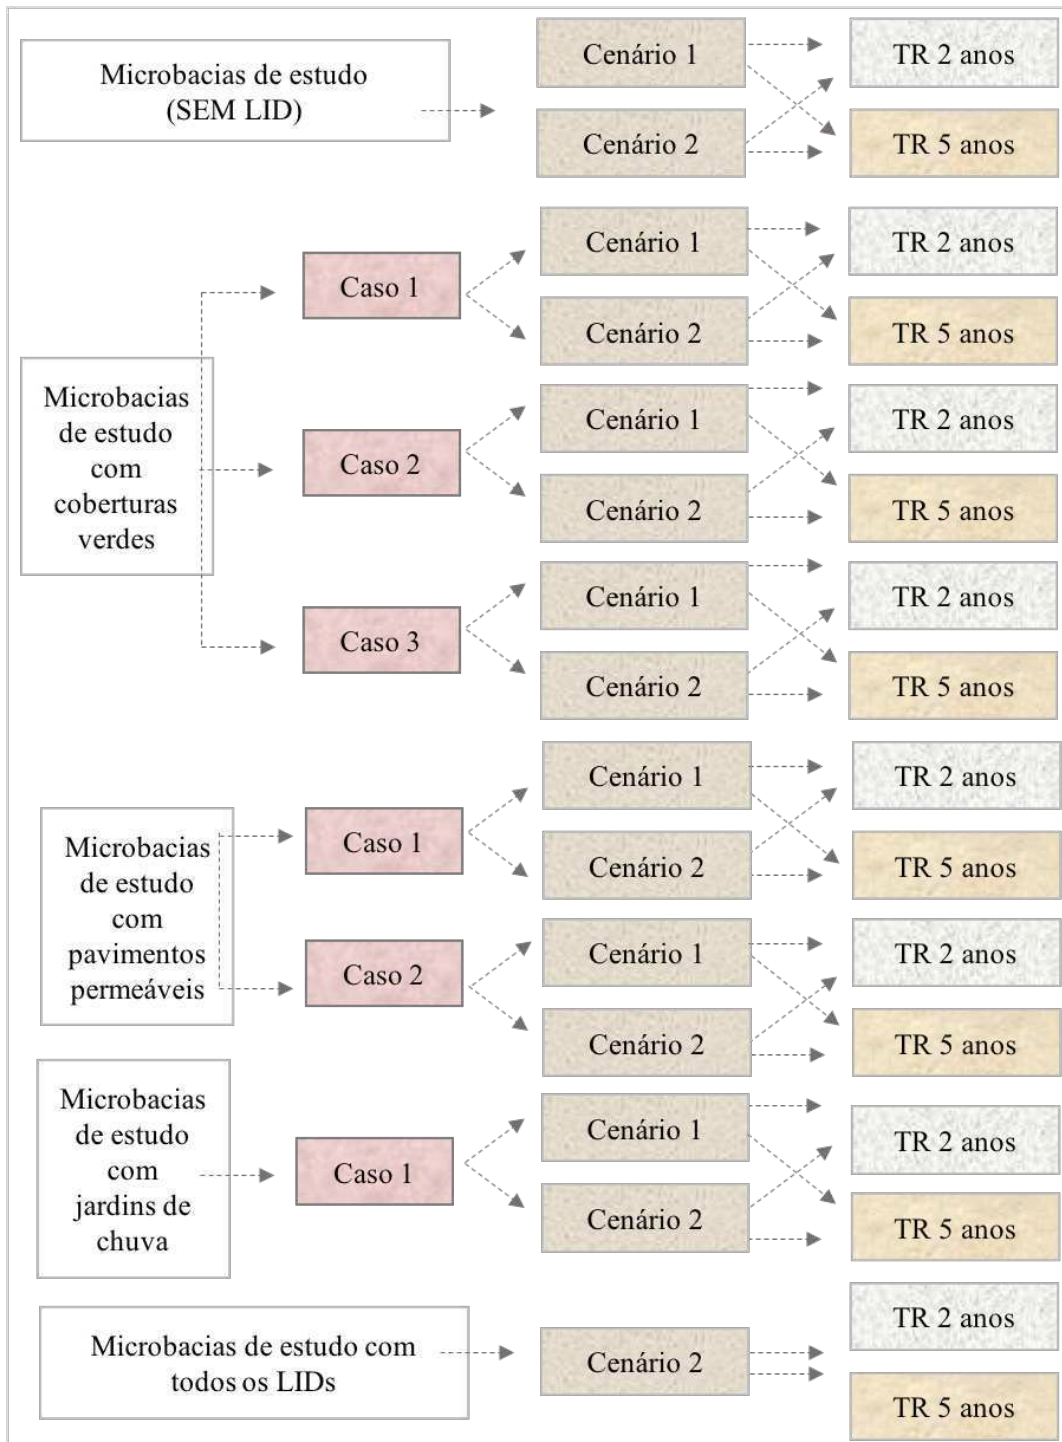 Microbacias de estudo
(SEM LID)
Cenário 1
Cenário 2
TR 2 anos
TR 5 anos
Microbacias
de estudo
com
coberturas
verdes
Caso 1
Cenário 1
Cenário 2
TR 2 anos
TR 5 anos
Caso 2
Cenário 1
Cenário 2
TR 2 anos
TR 5 anos
Caso 3
Cenário 1
Cenário 2
TR 2 anos
TR 5 anos
Microbacias
de estudo
com
pavimentos
permeáveis
Caso 1
Cenário 1
Cenário 2
TR 2 anos
TR 5 anos
Caso 2
Cenário 1
Cenário 2
TR 2 anos
TR 5 anos
Microbacias
de estudo
com
jardins de
chuva
Caso 1
Cenário 1
Cenário 2
TR 2 anos
TR 5 anos
Microbacias de estudo com
todos os LIDs
Cenário 2
TR 2 anos
TR 5 anos